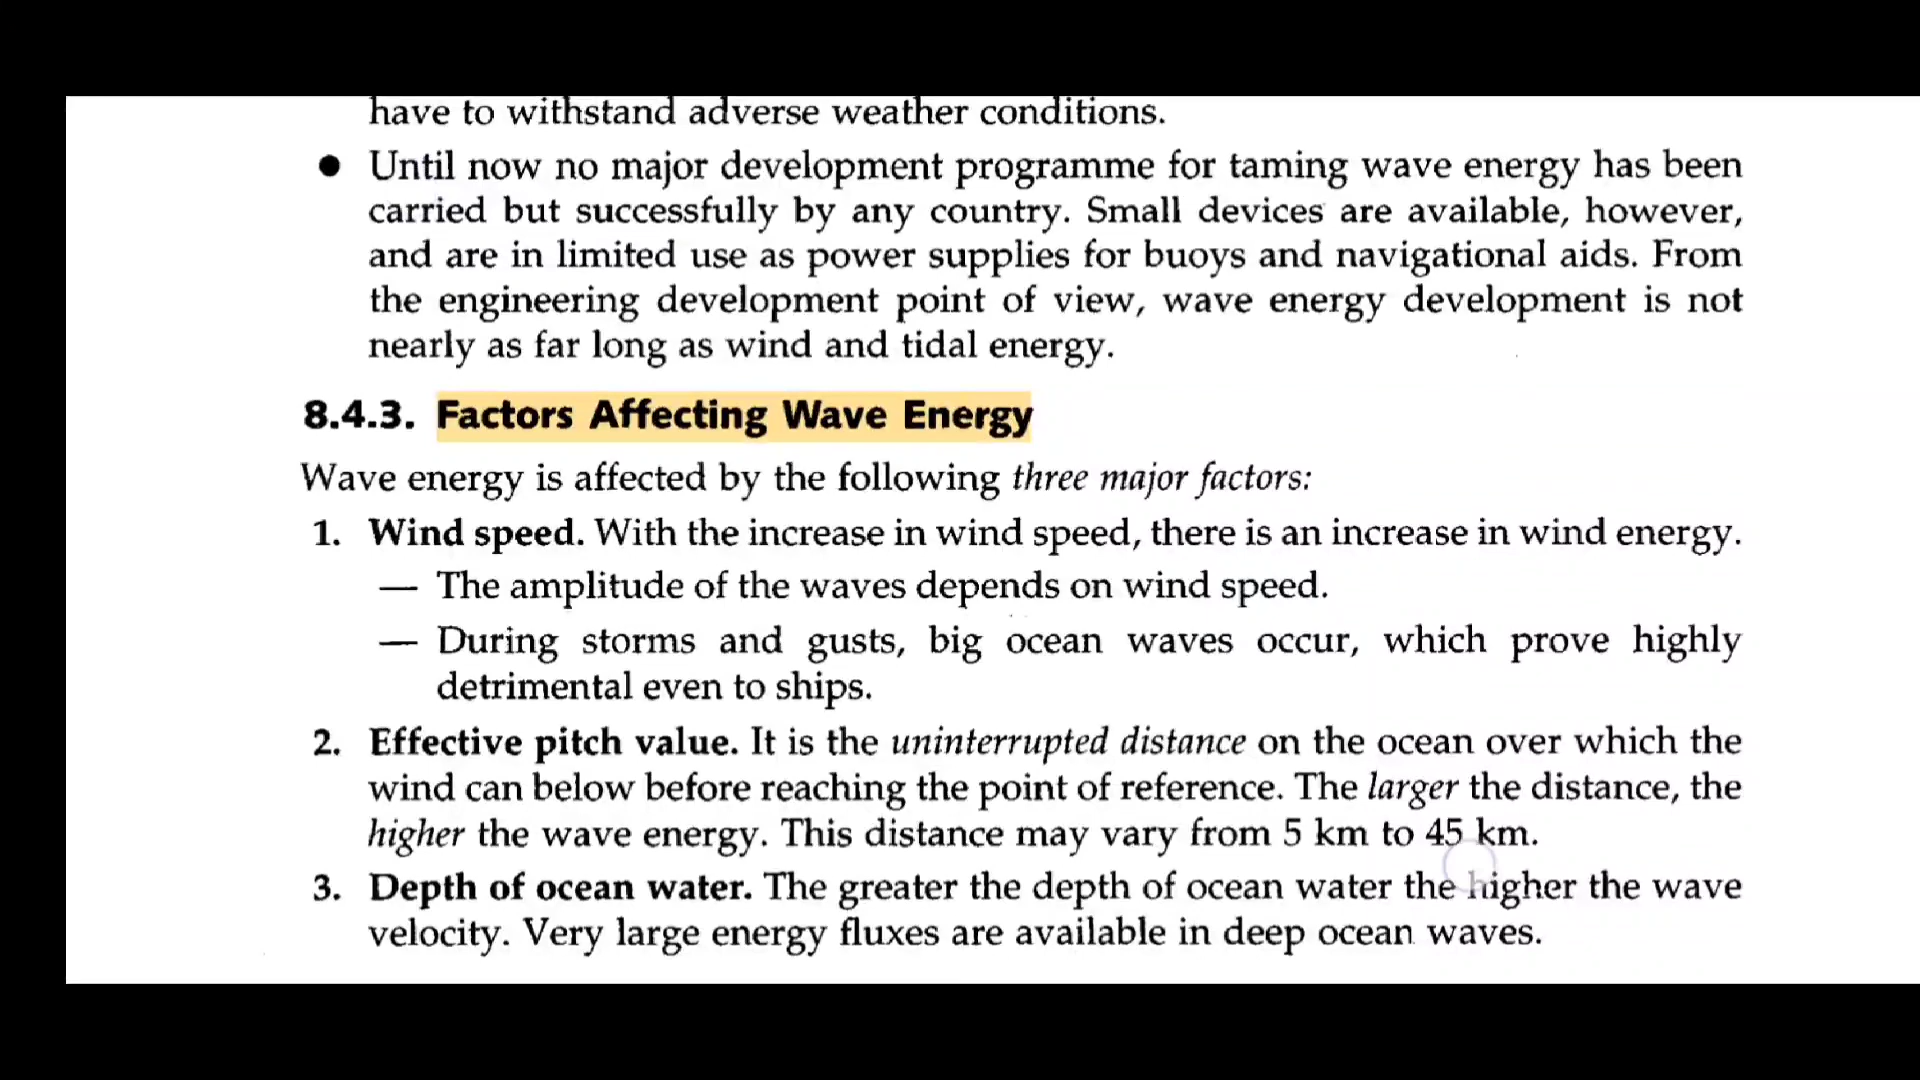 have to withstand adverse weather conditions.
● Until now no major development programme for taming wave energy has been
carried but successfully by any country. Small devices are available, however,
and are in limited use as power supplies for buoys and navigational aids. From
the engineering development point of view, wave energy development is not
nearly as far long as wind and tidal energy.
8.4.3. Factors Affecting Wave Energy
Wave energy is affected by the following three major factors:
1. Wind speed. With the increase in wind speed, there is an increase in wind energy.
— The amplitude of the waves depends on wind speed.
— During storms and gusts, big ocean waves occur, which prove highly
detrimental even to ships.
2. Effective pitch value. It is the uninterrupted distance on the ocean over which the
wind can below before reaching the point of reference. The larger the distance, the
higher the wave energy. This distance may vary from 5 km to 45 km.
3. Depth of ocean water. The greater the depth of ocean water the higher the wave
velocity. Very large energy fluxes are available in deep ocean waves.